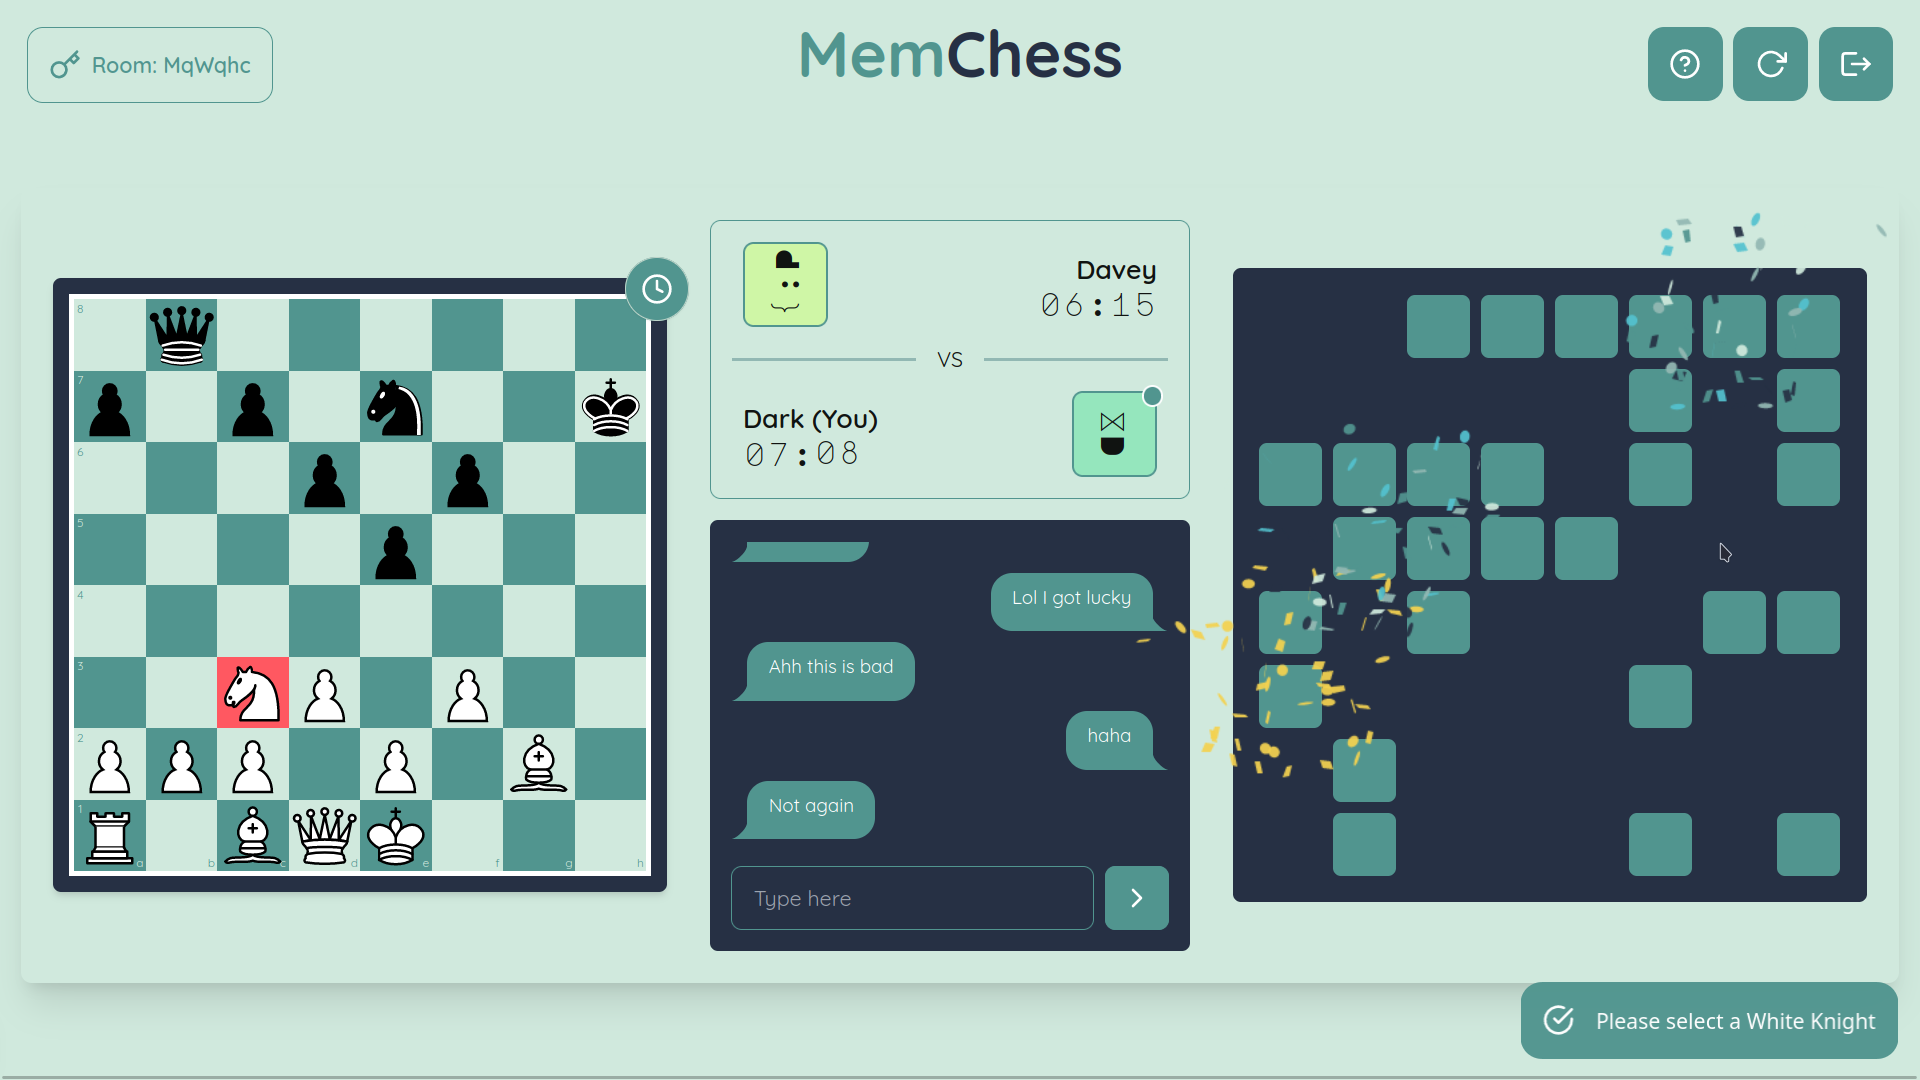 Room: MqWqhc
MemChess
Davey
06:15
VS
Dark (You)
07:08
8
7
6
5
4
3
2
1
a
b
c
d
e
f
g
h
Lol I got lucky
Ahh this is bad
haha
Not again
Type here
Please select a White Knight